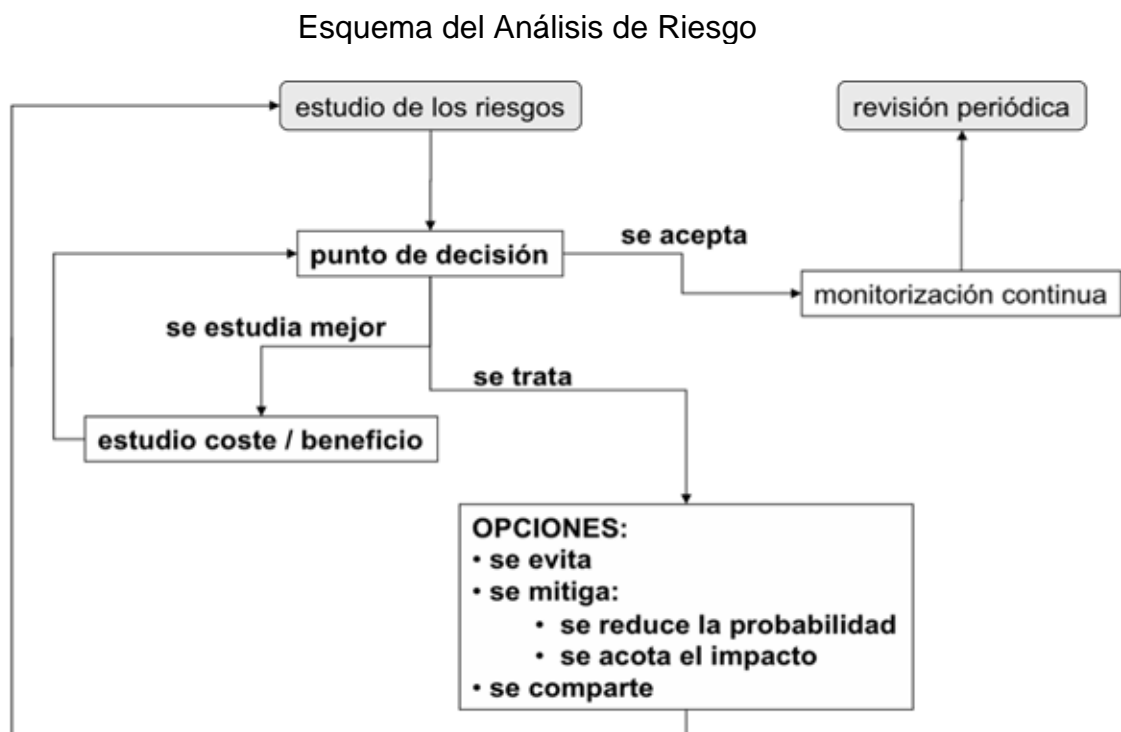 Esquema del Análisis de Riesgo
estudio de los riesgos
revisión periódica
punto de decisión
se acepta
monitorización continua
se estudia mejor
se trata
estudio coste / beneficio
OPCIONES:
• se evita
• se mitiga:
• se reduce la probabilidad
• se acota el impacto
• se comparte